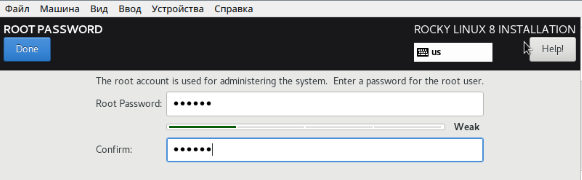 Файл Машина Вид Ввод Устройства Справка
ROOT PASSWORD ROCKY LINUX 8 INSTALLATION
Done us Help!
The root account is used for administering the system. Enter a password for the root user.
Root Password: ●●●●●●
Weak
Confirm: ●●●●●●